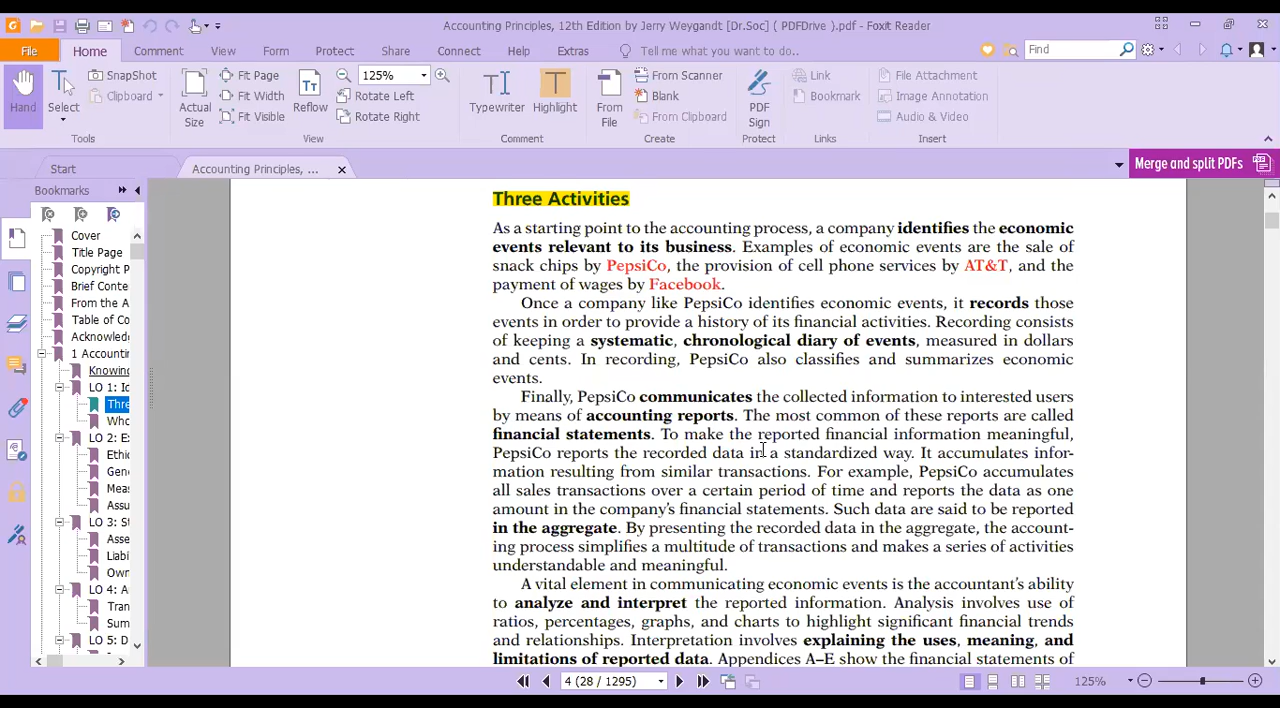 Accounting Principles, 12th Edition by Jerry Weygardt [Dr.Soc] ( PDFDrive ).pdf - Foxit Reader
File Home Comment View Form Protect Share Connect Help Extras Tell me what you want to do.. Find
Hand
Select
SnapShot
Clipboard
Tools
Actual Size
Fit Page
Fit Width
Fit Visible
Reflow
125%
Rotate Left
Rotate Right
View
Typewriter
Highlight
Comment
From File
From Scanner
Blank
From Clipboard
Create
PDF Sign
Protect
Link
Bookmark
Links
File Attachment
Image Annotation
Audio & Video
Insert
Start
Accounting Principles, ...
Merge and split PDFs
Bookmarks
Cover
Title Page
Copyright P
Brief Conte
From the A
Table of Co
Acknowledg
1 Accounti
Knowing
LO 1: Id
Thre
Who
LO 2: E
Ethic
Gene
Mea
Assu
LO 3: St
Asse
Liabi
Own
LO 4: A
Tran
Sum
LO 5: D
Three Activities
As a starting point to the accounting process, a company identifies the economic
events relevant to its business. Examples of economic events are the sale of
snack chips by PepsiCo, the provision of cell phone services by AT&T, and the
payment of wages by Facebook.
Once a company like PepsiCo identifies economic events, it records those
events in order to provide a history of its financial activities. Recording consists
of keeping a systematic, chronological diary of events, measured in dollars
and cents. In recording, PepsiCo also classifies and summarizes economic
events.
Finally, PepsiCo communicates the collected information to interested users
by means of accounting reports. The most common of these reports are called
financial statements. To make the reported financial information meaningful,
PepsiCo reports the recorded data in a standardized way. It accumulates infor-
mation resulting from similar transactions. For example, PepsiCo accumulates
all sales transactions over a certain period of time and reports the data as one
amount in the company's financial statements. Such data are said to be reported
in the aggregate. By presenting the recorded data in the aggregate, the account-
ing process simplifies a multitude of transactions and makes a series of activities
understandable and meaningful.
A vital element in communicating economic events is the accountant's ability
to analyze and interpret the reported information. Analysis involves use of
ratios, percentages, graphs, and charts to highlight significant financial trends
and relationships. Interpretation involves explaining the uses, meaning, and
limitations of reported data. Appendices A–E show the financial statements of
4 (28 / 1295)
125%